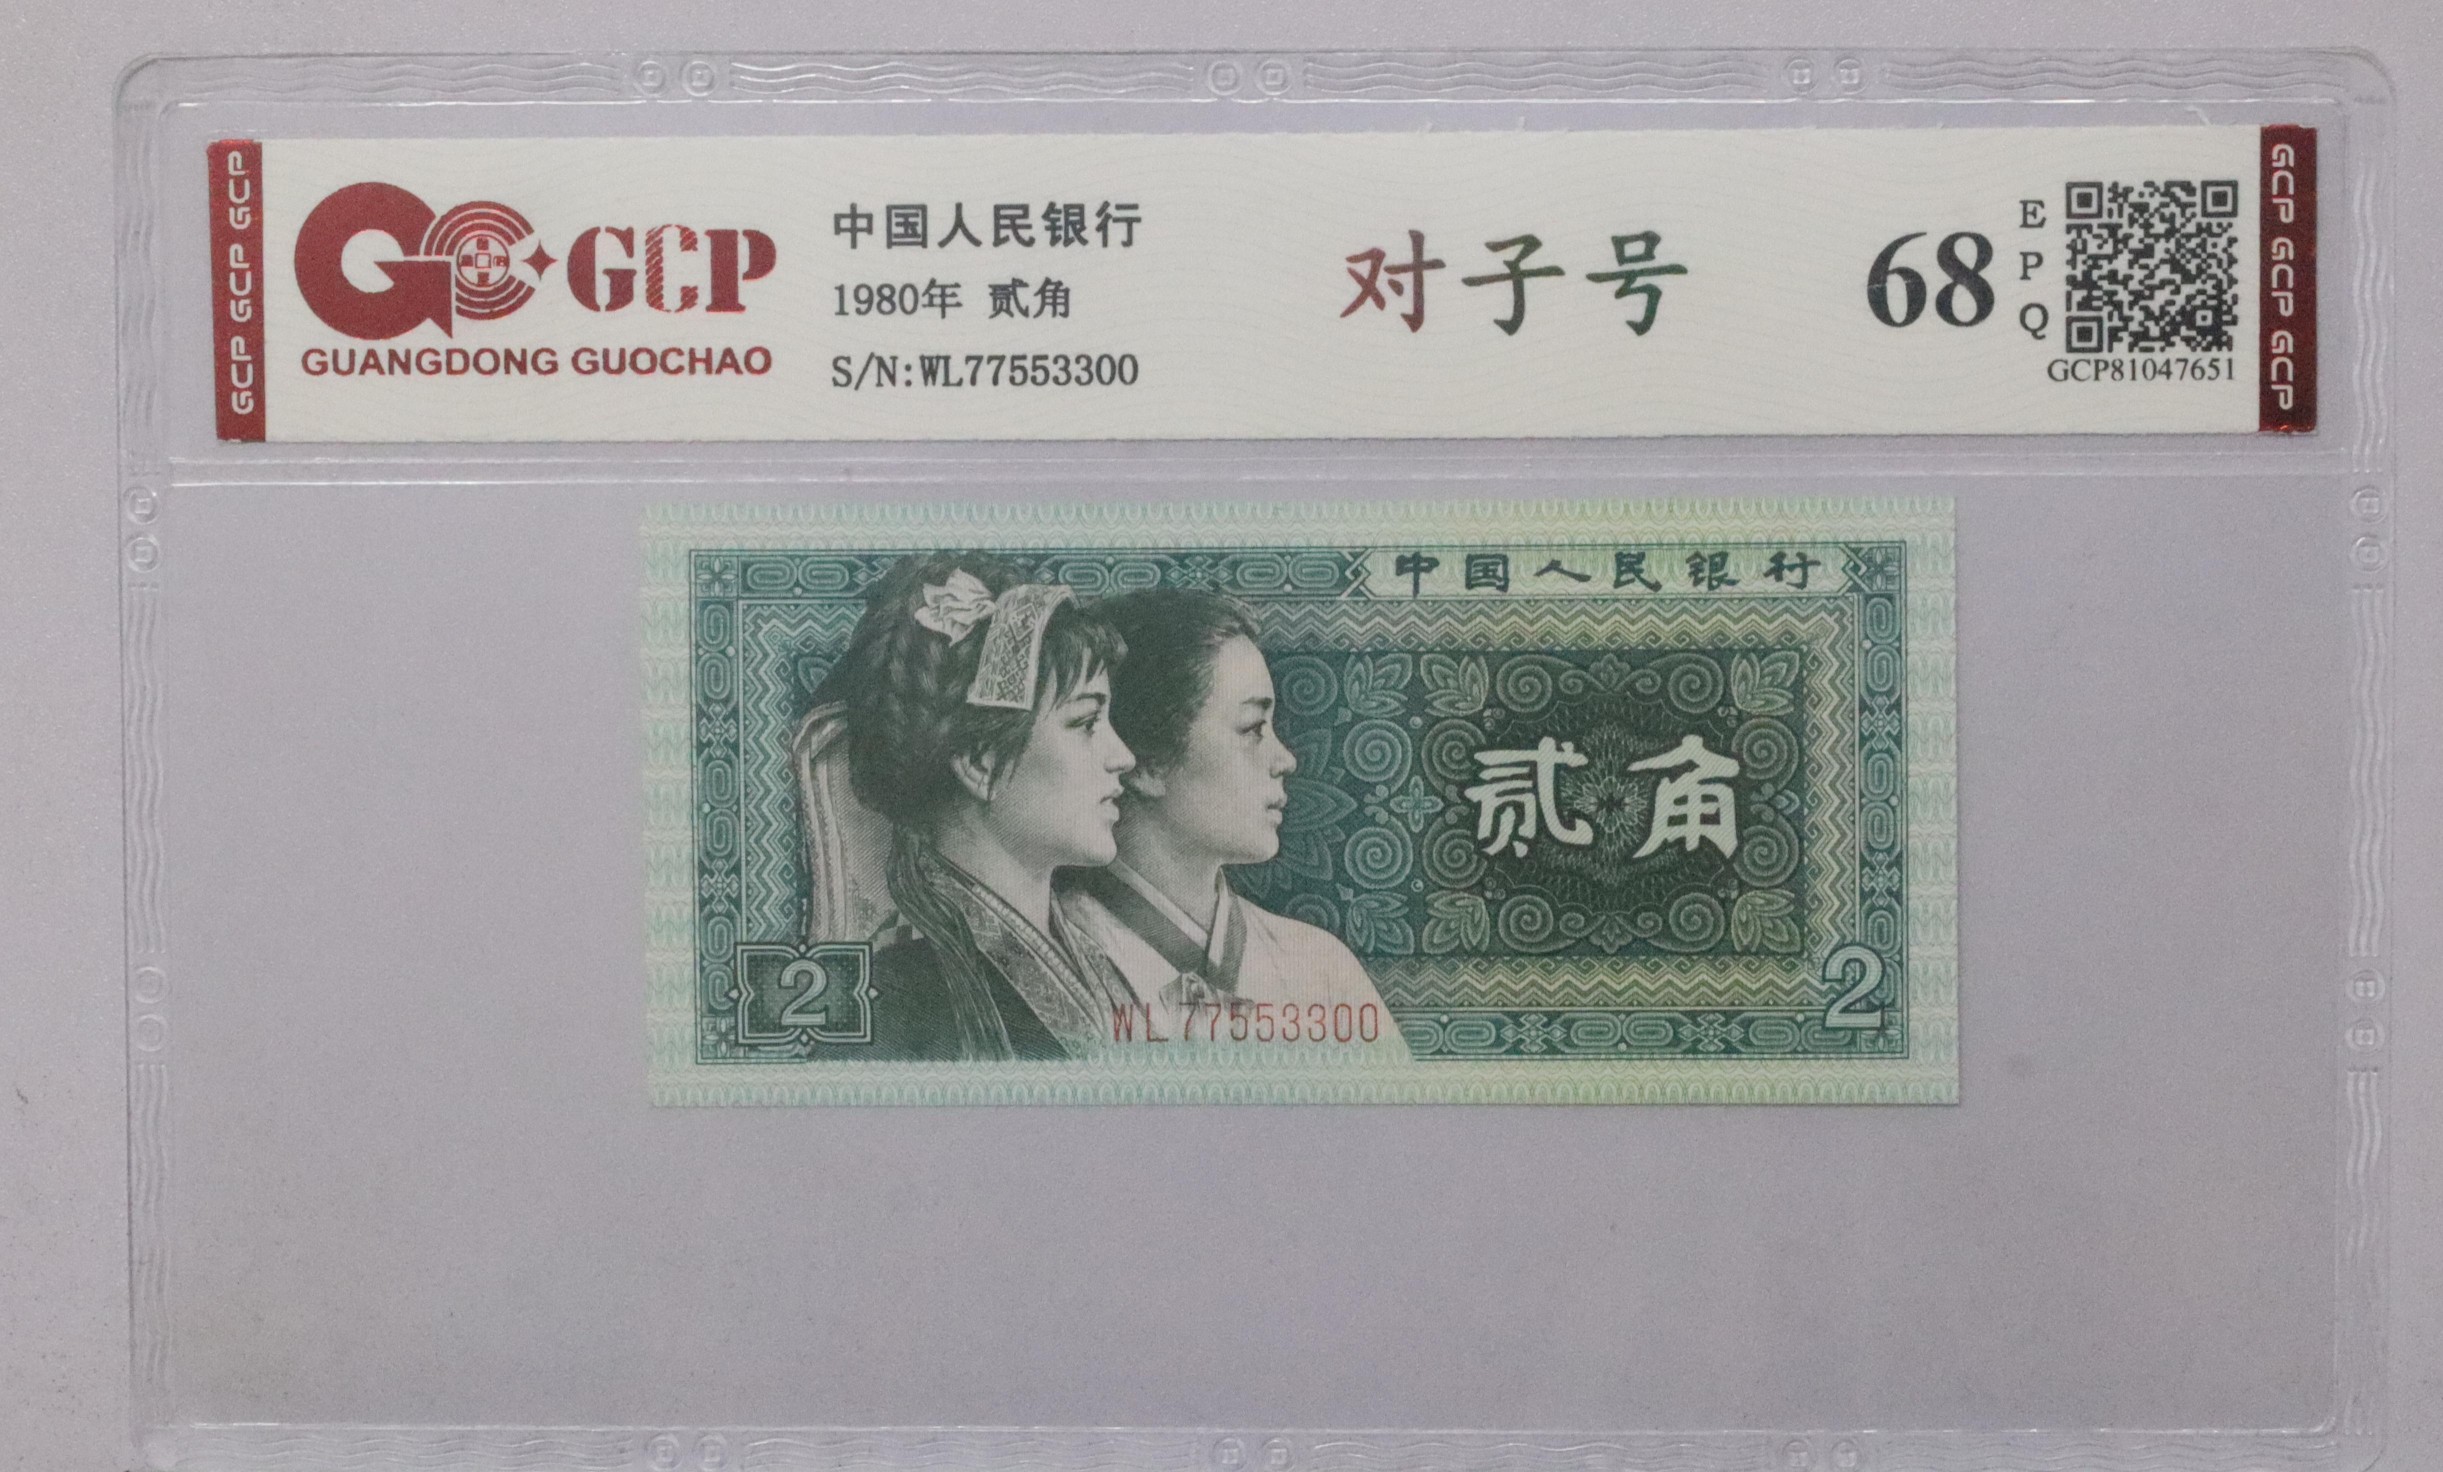 GCP GCP GCP
GCP
GUANGDONG GUOCHAO
中国人民银行
1980年 贰角
S/N:WL77553300
对子号
68
E
P
Q
GCP81047651
GCP GCP GCP
中国人民银行
贰角
2
WL77553300
2